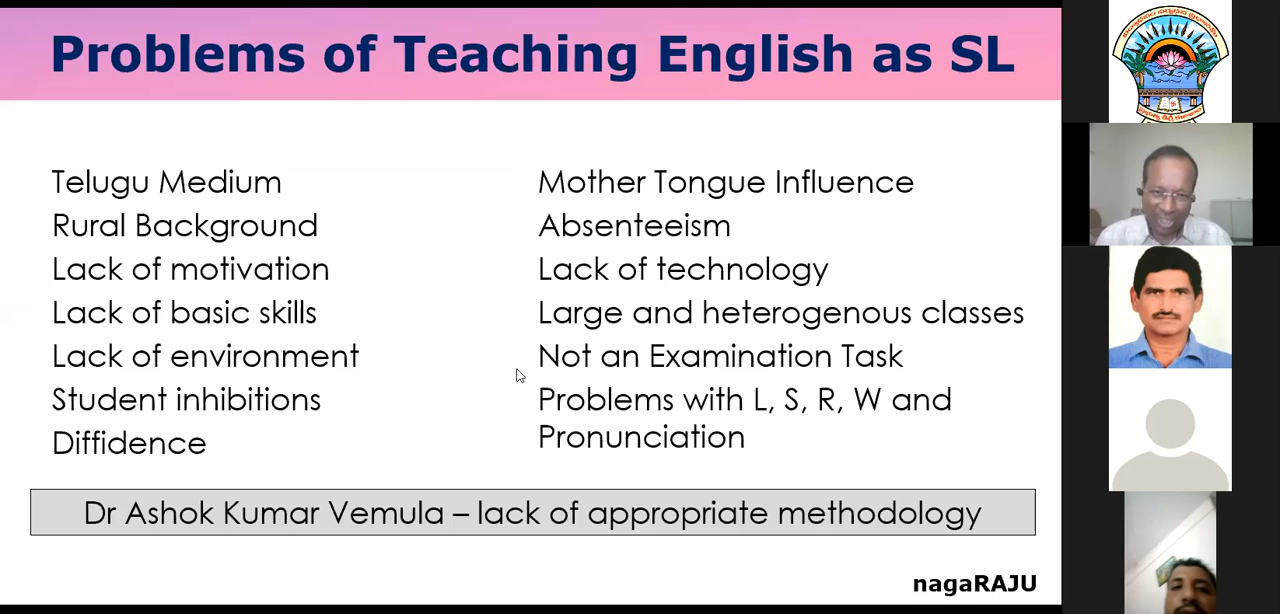 Problems of Teaching English as SL
Telugu Medium
Rural Background
Lack of motivation
Lack of basic skills
Lack of environment
Student inhibitions
Diffidence
Mother Tongue Influence
Absenteeism
Lack of technology
Large and heterogenous classes
Not an Examination Task
Problems with L, S, R, W and
Pronunciation
Dr Ashok Kumar Vemula – lack of appropriate methodology
nagaRAJU